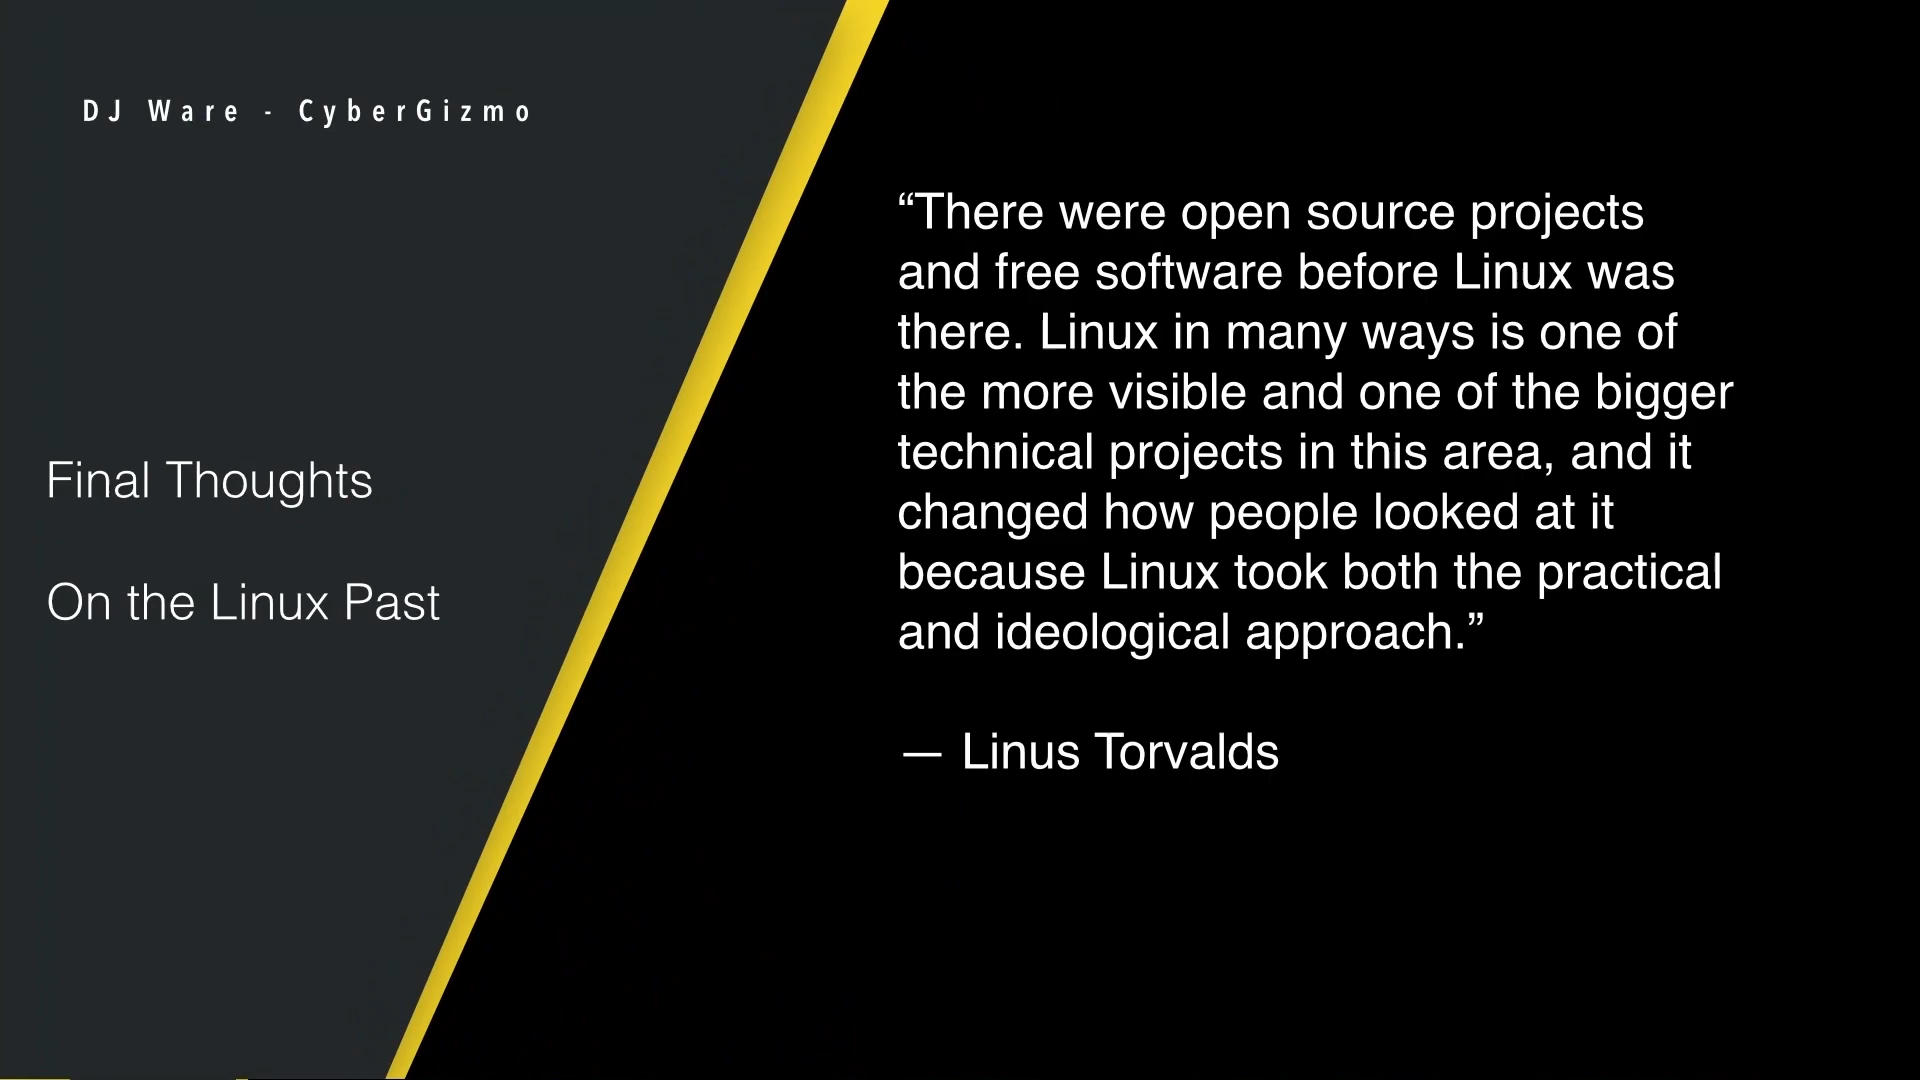 DJ Ware - CyberGizmo
Final Thoughts
On the Linux Past
“There were open source projects
and free software before Linux was
there. Linux in many ways is one of
the more visible and one of the bigger
technical projects in this area, and it
changed how people looked at it
because Linux took both the practical
and ideological approach.”
— Linus Torvalds